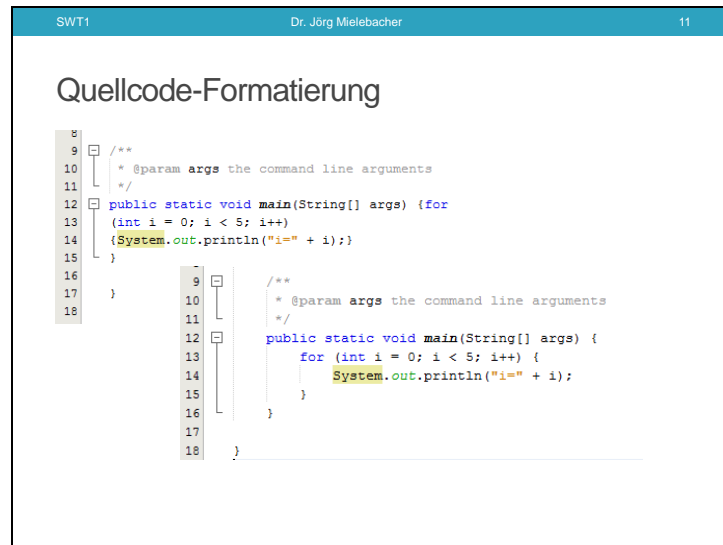 SWT1 Dr. Jörg Mielebacher 11
Quellcode-Formatierung
8
9 /**
10 * @param args the command line arguments
11 */
12 public static void main(String[] args) {for
13 (int i = 0; i < 5; i++)
14 {System.out.println("i=" + i);}
15 }
16
17 }
18
9 /**
10 * @param args the command line arguments
11 */
12 public static void main(String[] args) {
13 for (int i = 0; i < 5; i++) {
14 System.out.println("i=" + i);
15 }
16 }
17
18 }